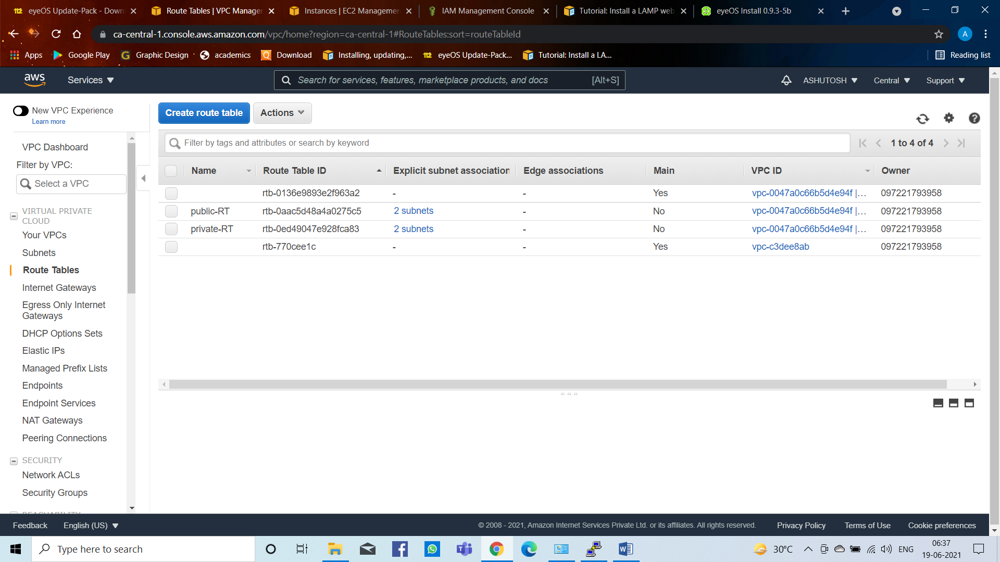 eyeOS Update-Pack - Down
Route Tables | VPC Manager
Instances | EC2 Managemen
IAM Management Console
Tutorial: Install a LAMP web
eyeOS Install 0.9.3-5b
ca-central-1.console.aws.amazon.com/vpc/home?region=ca-central-1#RouteTables:sort=routeTableId
A
Apps
Google Play
Graphic Design
academics
Download
Installing, updating,...
eyeOS Update-Pack...
Tutorial: Install a LA...
Reading list
aws
Services
Search for services, features, marketplace products, and docs
[Alt+S]
ASHUTOSH
Central
Support
New VPC Experience
Learn more
Create route table
Actions
Filter by tags and attributes or search by keyword
1 to 4 of 4
VPC Dashboard
Filter by VPC:
Select a VPC
VIRTUAL PRIVATE
CLOUD
Your VPCs
Subnets
Route Tables
Internet Gateways
Egress Only Internet
Gateways
DHCP Options Sets
Elastic IPs
Managed Prefix Lists
Endpoints
Endpoint Services
NAT Gateways
Peering Connections
SECURITY
Network ACLs
Security Groups
REACHABILITY
Name Route Table ID Explicit subnet association Edge associations Main VPC ID Owner
rtb-0136e9893e2f963a2 - - Yes vpc-0047a0c66b5d4e94f |... 097221793958
public-RT rtb-0aac5d48a4a0275c5 2 subnets - No vpc-0047a0c66b5d4e94f |... 097221793958
private-RT rtb-0ed49047e928fca83 2 subnets - No vpc-0047a0c66b5d4e94f |... 097221793958
rtb-770cee1c - - Yes vpc-c3dee8ab 097221793958
Feedback
English (US)
© 2008 - 2021, Amazon Internet Services Private Ltd. or its affiliates. All rights reserved.
Privacy Policy
Terms of Use
Cookie preferences
Type here to search
30°C
ENG
06:37
19-06-2021